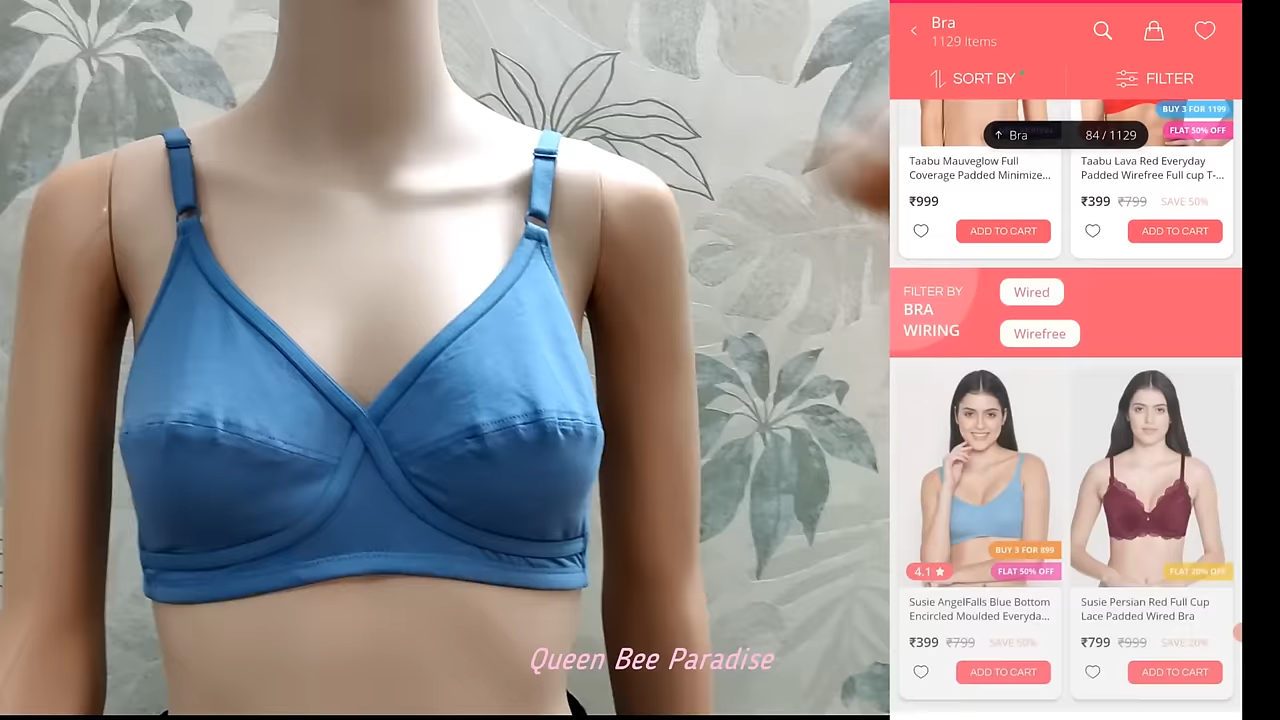 Bra
1129 Items
SORT BY
FILTER
BUY 3 FOR 1199
Bra
84 / 1129
FLAT 50% OFF
Taabu Mauveglow Full
Coverage Padded Minimize...
Taabu Lava Red Everyday
Padded Wirefree Full cup T-...
₹999
₹399 ₹799 SAVE 50%
ADD TO CART
ADD TO CART
FILTER BY
BRA
WIRING
Wired
Wirefree
BUY 3 FOR 899
4.1
FLAT 50% OFF
FLAT 20% OFF
Susie AngelFalls Blue Bottom
Encircled Moulded Everyda...
Susie Persian Red Full Cup
Lace Padded Wired Bra
₹399 ₹799 SAVE 50%
₹799 ₹999 SAVE 20%
ADD TO CART
ADD TO CART
Queen Bee Paradise